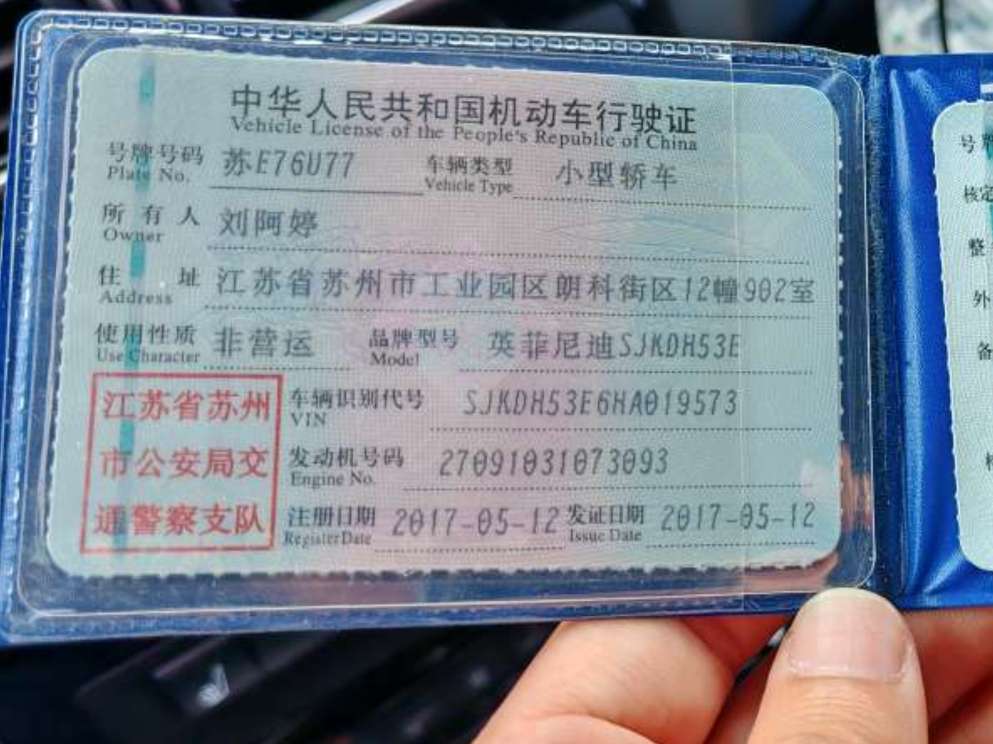 中华人民共和国机动车行驶证
Vehicle License of the People's Republic of China
号牌号码 苏E76U77 车辆类型 小型轿车
Plate No. Vehicle Type
所有人 刘阿婷
Owner
住址 江苏省苏州市工业园区朗科街区12幢902室
Address
使用性质 非营运 品牌型号 英菲尼迪SJKDH53E
Use Character Model
江苏省苏州
市公安局交
通警察支队
车辆识别代号 SJKDH53E6HA019573
VIN
发动机号码 27091031073093
Engine No.
注册日期 2017-05-12 发证日期 2017-05-12
Register Date Issue Date
号牌
核定
整
外
备